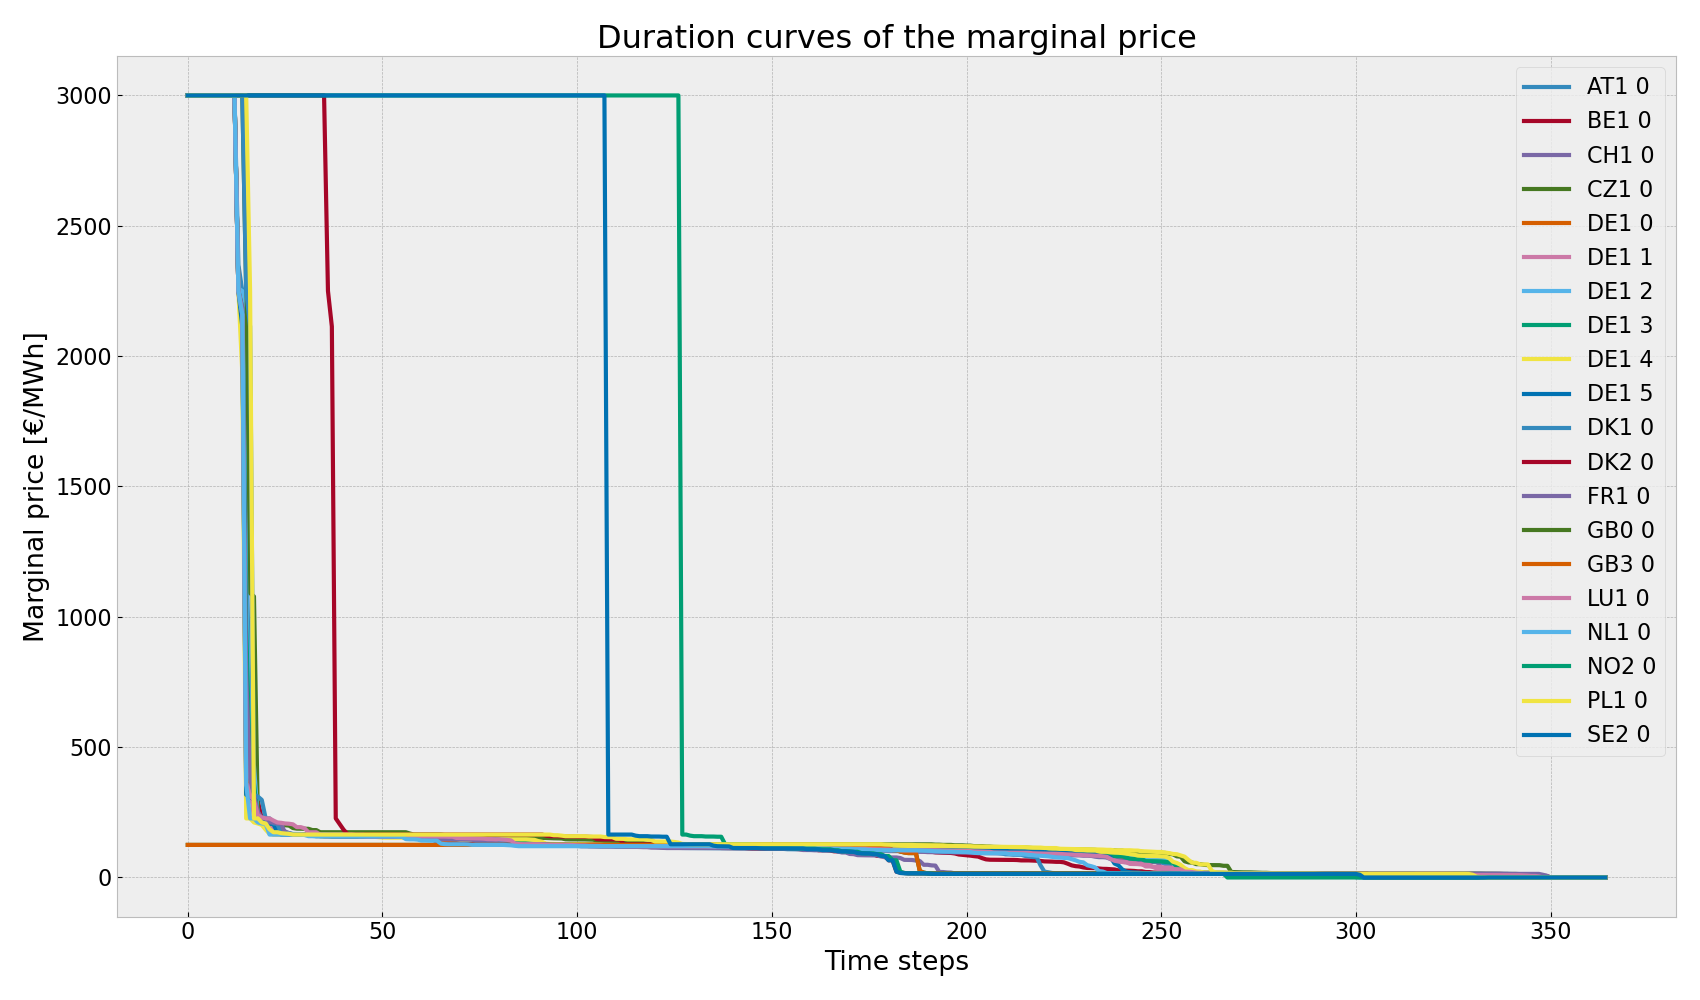 Duration curves of the marginal price
Marginal price [€/MWh]
3000
2500
2000
1500
1000
500
0
0
50
100
150
200
250
300
350
Time steps
AT1 0
BE1 0
CH1 0
CZ1 0
DE1 0
DE1 1
DE1 2
DE1 3
DE1 4
DE1 5
DK1 0
DK2 0
FR1 0
GB0 0
GB3 0
LU1 0
NL1 0
NO2 0
PL1 0
SE2 0